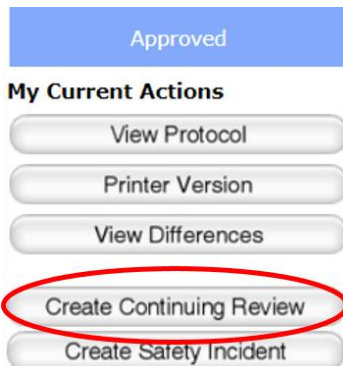 Approved
My Current Actions
View Protocol
Printer Version
View Differences
Create Continuing Review
Create Safety Incident